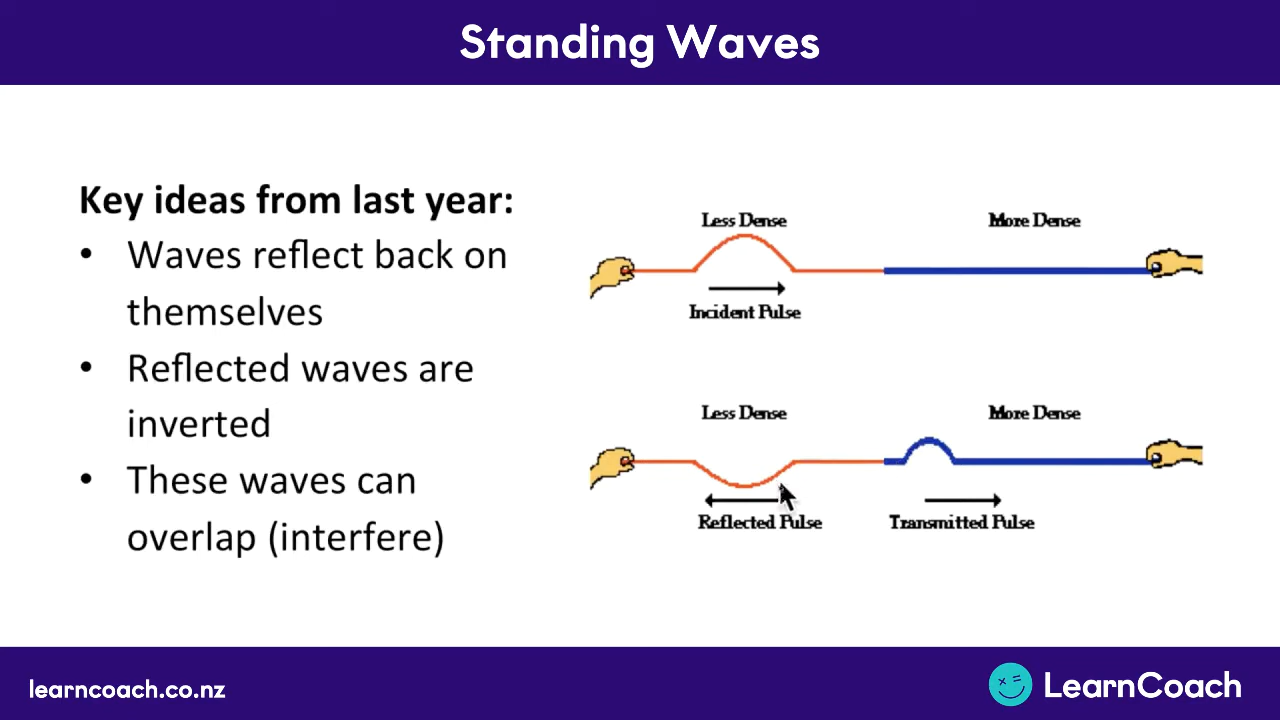 Standing Waves
Key ideas from last year:
• Waves reflect back on
themselves
• Reflected waves are
inverted
• These waves can
overlap (interfere)
Less Dense
More Dense
Incident Pulse
Less Dense
More Dense
Reflected Pulse
Transmitted Pulse
learncoach.co.nz
LearnCoach